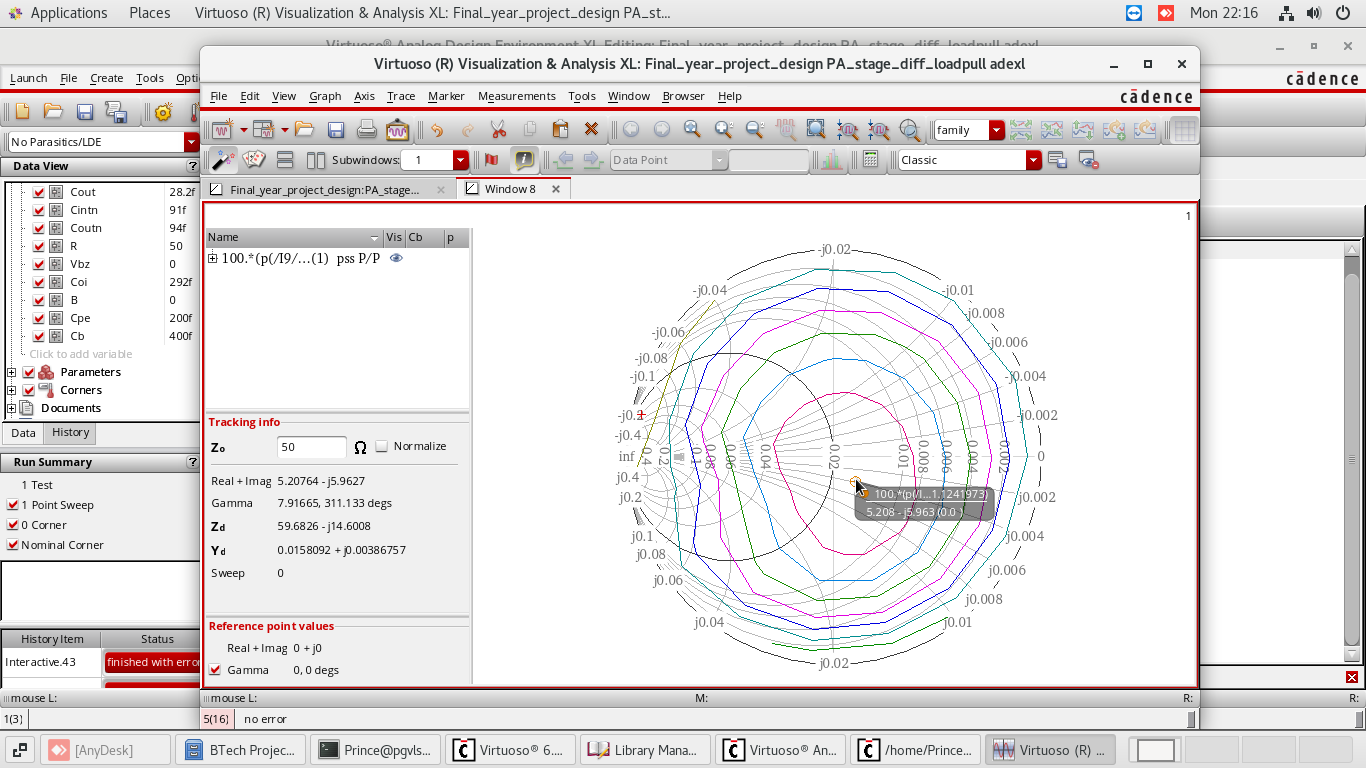 Applications Places Virtuoso (R) Visualization & Analysis XL: Final_year_project_design PA_st... Mon 22:16
Virtuoso® Analog Design Environment XL Editing: Final_year_project_design PA_stage_diff_loadpull adexl
Virtuoso (R) Visualization & Analysis XL: Final_year_project_design PA_stage_diff_loadpull adexl
Launch File Create Tools Opti
cādence
File Edit View Graph Axis Trace Marker Measurements Tools Window Browser Help
cādence
family
No Parasitics/LDE
Subwindows: 1
Data Point
Classic
Data View
?
Final_year_project_design:PA_stage...
Window 8
Cout 28.2f
Cintn 91f
Coutn 94f
R 50
Vbz 0
Coi 292f
B 0
Cpe 200f
Cb 400f
Click to add variable
Parameters
Corners
Documents
Data History
Run Summary
?
1 Test
1 Point Sweep
0 Corner
Nominal Corner
History Item Status
Interactive.43 finished with error
mouse L:
1(3)
1
Name Vis Cb p
100.*(p(/I9/...(1) pss P/P
Tracking info
Zo 50 Ω Normalize
Real + Imag 5.20764 - j5.9627
Gamma 7.91665, 311.133 degs
Zd 59.6826 - j14.6008
Yd 0.0158092 + j0.00386757
Sweep 0
Reference point values
Real + Imag 0 + j0
Gamma 0, 0 degs
-j0.02
-j0.04
-j0.01
-j0.008
-j0.06
-j0.006
-j0.08
-j0.1
-j0.004
-j0.2
-j0.002
-j0.4
inf
0.4
0.2
0.1
0.08
0.06
0.04
0.02
0.01
0.008
0.006
0.004
0.002
0
j0.4
j0.2
j0.002
j0.1
j0.004
j0.08
j0.06
j0.006
j0.008
j0.04
j0.01
j0.02
100.*(p(/I...1.1241973)
5.208 - j5.963 (0.0 )
mouse L: M: R:
R:
5(16) no error
[AnyDesk]
BTech Projec...
Prince@pgvls...
Virtuoso® 6....
Library Mana...
Virtuoso® An...
/home/Prince...
Virtuoso (R) ...